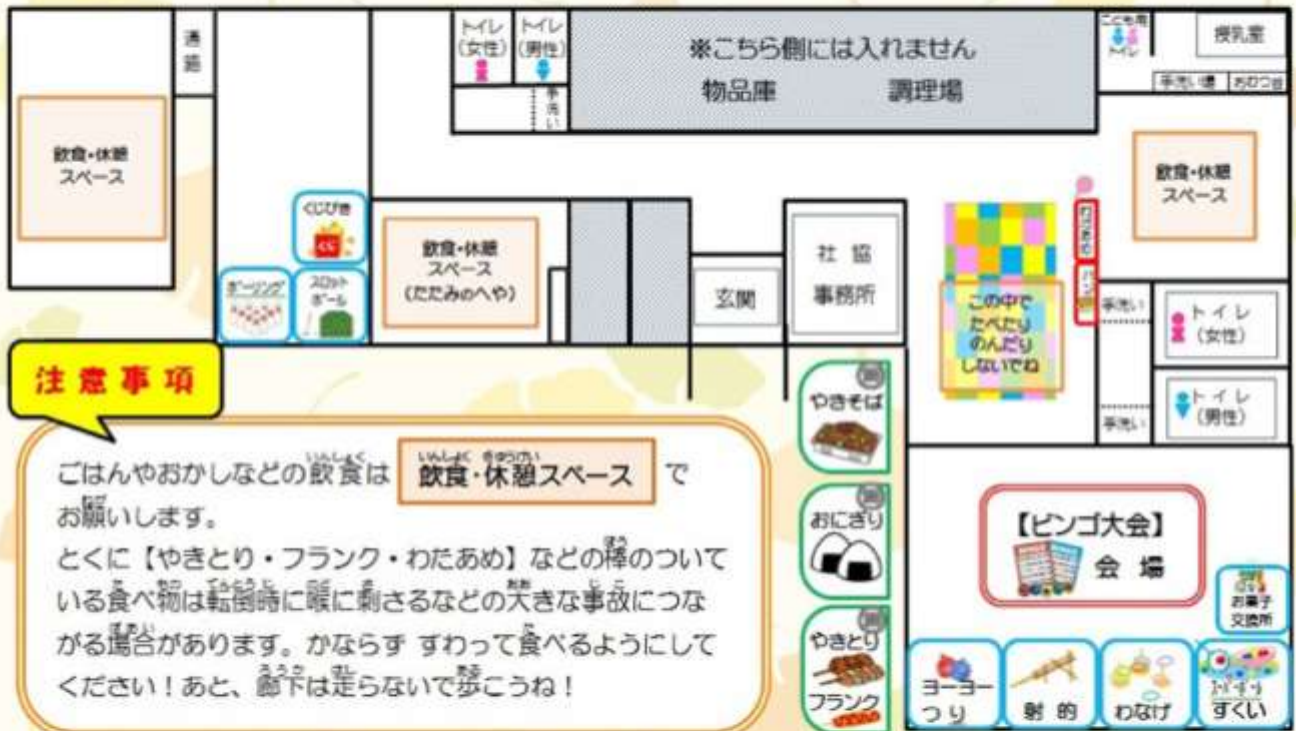 通路
トイレ
(女性)
トイレ
(男性)
手洗い
※こちら側には入れません
物品庫 調理場
こども用
トイレ
授乳室
手洗い場
おむつ台
飲食・休憩
スペース
くじびき
くじ
ボーリング
スロット
ボール
飲食・休憩
スペース
(たたみのへや)
玄関
社協
事務所
この中で
たべたり
のんだり
しないでね
わたあめ
パン
飲食・休憩
スペース
手洗い
トイレ
(女性)
手洗い
トイレ
(男性)
注意事項
ごはんやおかしなどの飲食は 飲食・休憩スペース で
お願いします。
とくに【やきとり・フランク・わたあめ】などの棒のついて
いる食べ物は転倒時に喉に刺さるなどの大きな事故につな
がる場合があります。かならず すわって食べるようにして
ください!あと、廊下は走らないで歩こうね!
やきそば
おにぎり
やきとり
フランク
【ビンゴ大会】
会場
お菓子
交換所
ヨーヨー
つり
射的
わなげ
すくい